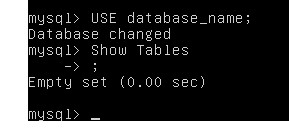 mysql> USE database_name;
Database changed
mysql> Show Tables
    -> ;
Empty set (0.00 sec)
mysql> _